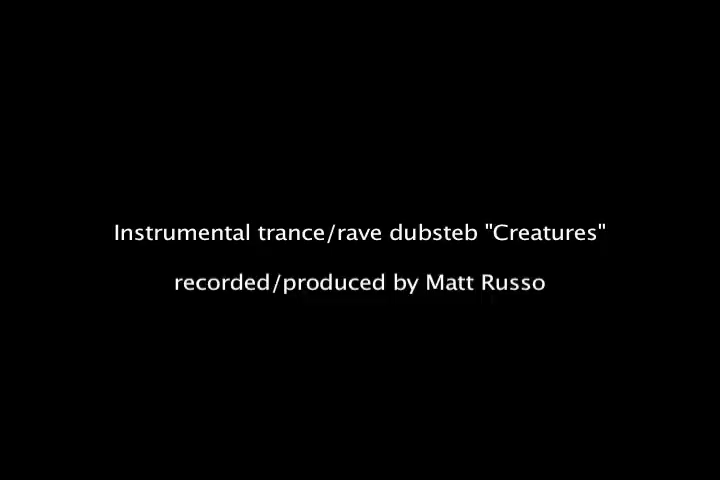 Instrumental trance/rave dubsteb "Creatures"
recorded/produced by Matt Russo